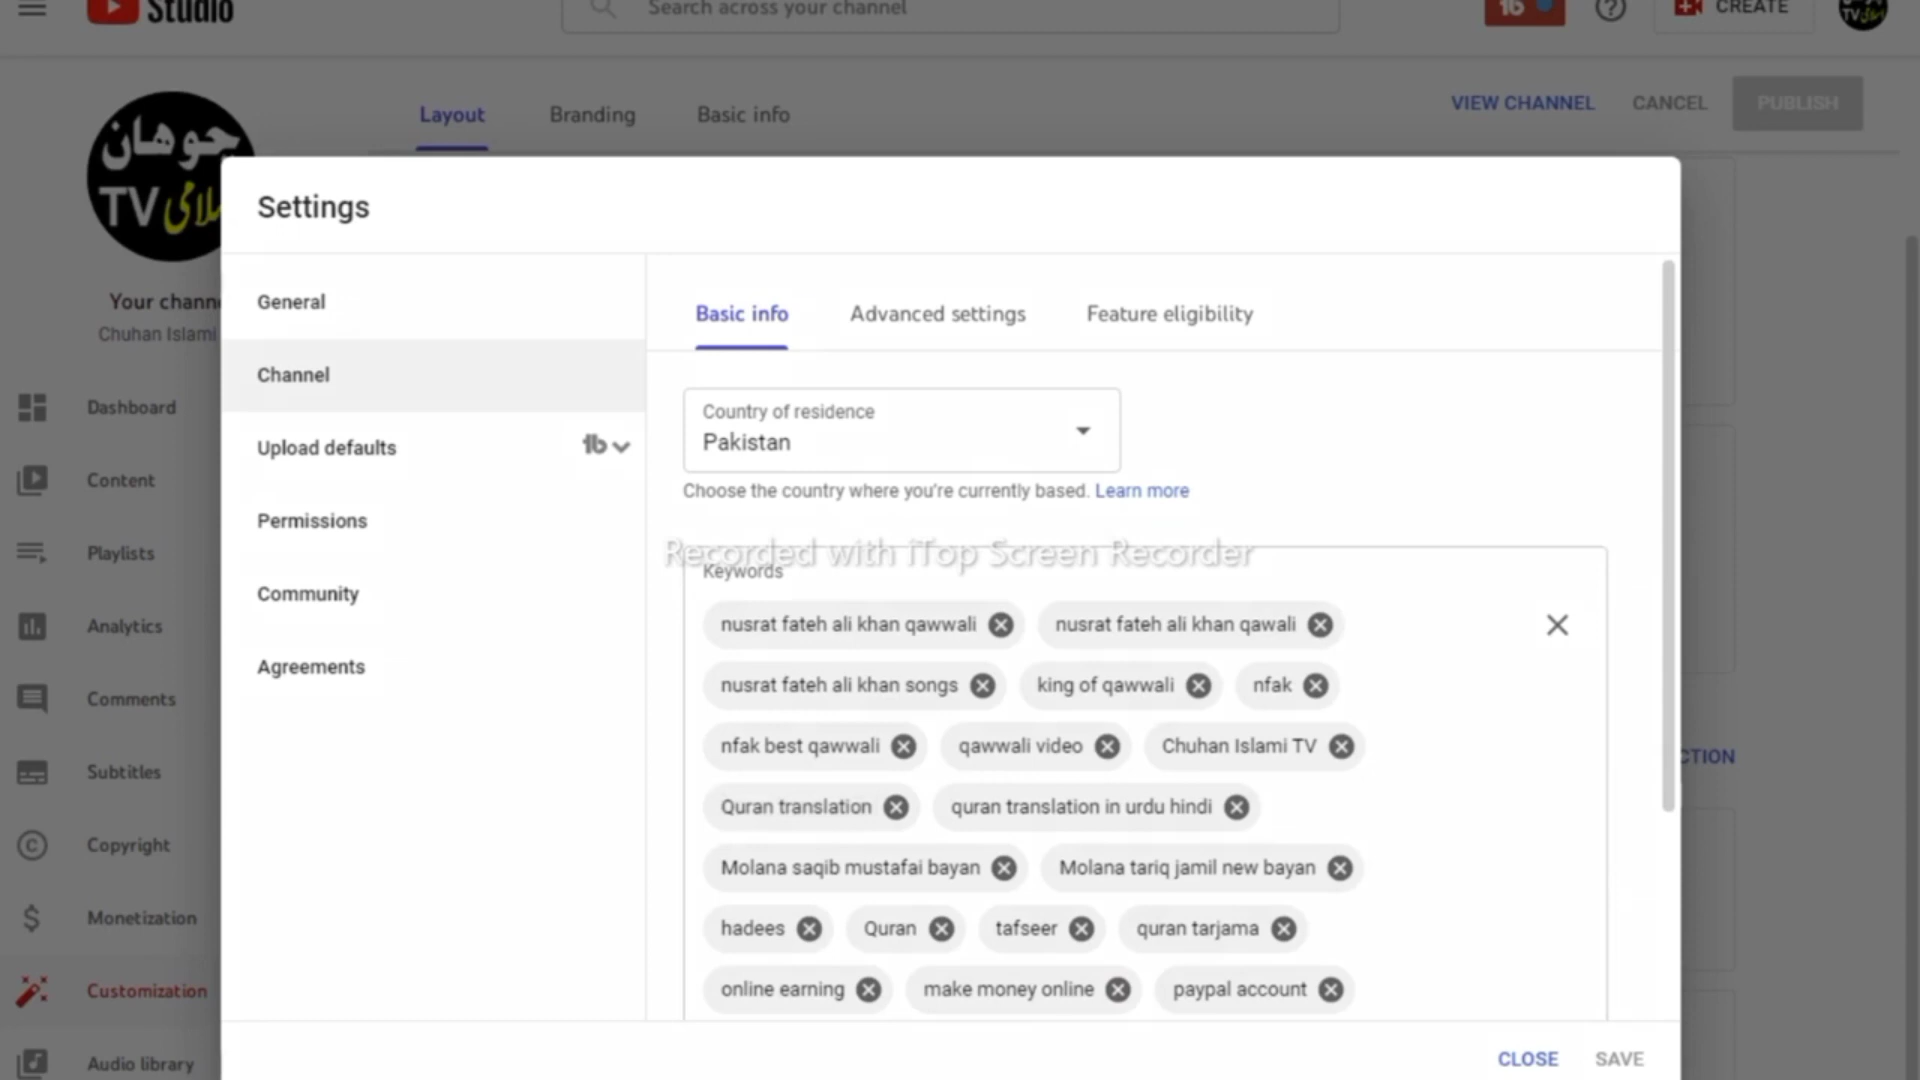 Studio
Search across your channel
CREATE
جوهان
TV
Layout
Branding
Basic info
VIEW CHANNEL
CANCEL
PUBLISH
Settings
Your chann
Chuhan Islami
Dashboard
Content
Playlists
Analytics
Comments
Subtitles
Copyright
Monetization
Customization
Audio library
General
Channel
Upload defaults
Permissions
Community
Agreements
Basic info
Advanced settings
Feature eligibility
Country of residence
Pakistan
Choose the country where you're currently based. Learn more
Recorded with iTop Screen Recorder
Keywords
nusrat fateh ali khan qawwali nusrat fateh ali khan qawali
nusrat fateh ali khan songs king of qawwali nfak
nfak best qawwali qawwali video Chuhan Islami TV
Quran translation quran translation in urdu hindi
Molana saqib mustafai bayan Molana tariq jamil new bayan
hadees Quran tafseer quran tarjama
online earning make money online paypal account
CTION
CLOSE
SAVE